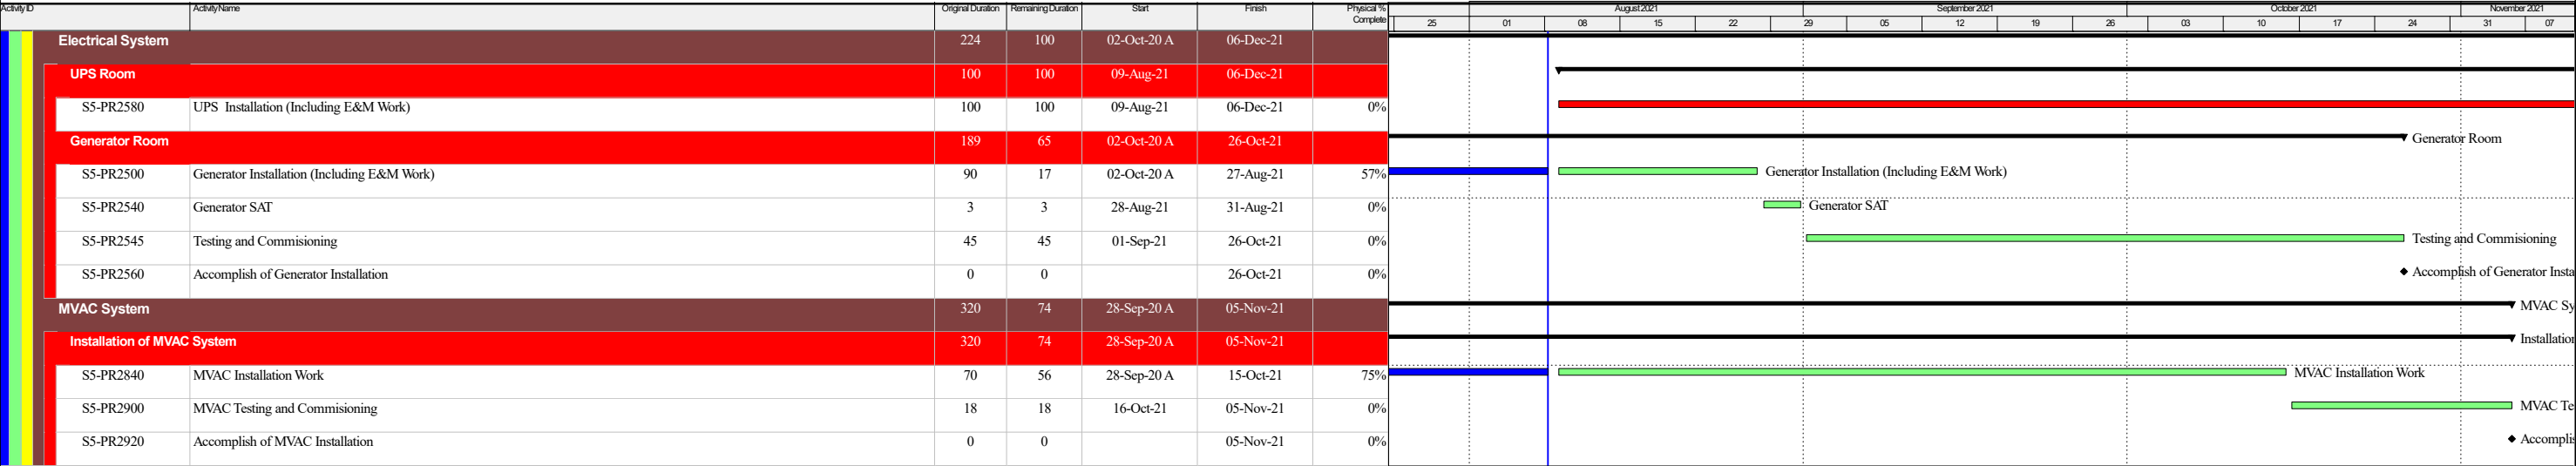 Activity ID Activity Name Original Duration Remaining Duration Start Finish Physical % Complete August 2021 September 2021 October 2021 November 2021
25 01 08 15 22 29 05 12 19 26 03 10 17 24 31 07
Electrical System 224 100 02-Oct-20 A 06-Dec-21
UPS Room 100 100 09-Aug-21 06-Dec-21
S5-PR2580 UPS Installation (Including E&M Work) 100 100 09-Aug-21 06-Dec-21 0%
Generator Room 189 65 02-Oct-20 A 26-Oct-21 Generator Room
S5-PR2500 Generator Installation (Including E&M Work) 90 17 02-Oct-20 A 27-Aug-21 57% Generator Installation (Including E&M Work)
S5-PR2540 Generator SAT 3 3 28-Aug-21 31-Aug-21 0% Generator SAT
S5-PR2545 Testing and Commisioning 45 45 01-Sep-21 26-Oct-21 0% Testing and Commisioning
S5-PR2560 Accomplish of Generator Installation 0 0 26-Oct-21 0% Accomplish of Generator Insta
MVAC System 320 74 28-Sep-20 A 05-Nov-21 MVAC Sy
Installation of MVAC System 320 74 28-Sep-20 A 05-Nov-21 Installation
S5-PR2840 MVAC Installation Work 70 56 28-Sep-20 A 15-Oct-21 75% MVAC Installation Work
S5-PR2900 MVAC Testing and Commisioning 18 18 16-Oct-21 05-Nov-21 0% MVAC Te
S5-PR2920 Accomplish of MVAC Installation 0 0 05-Nov-21 0% Accomplis